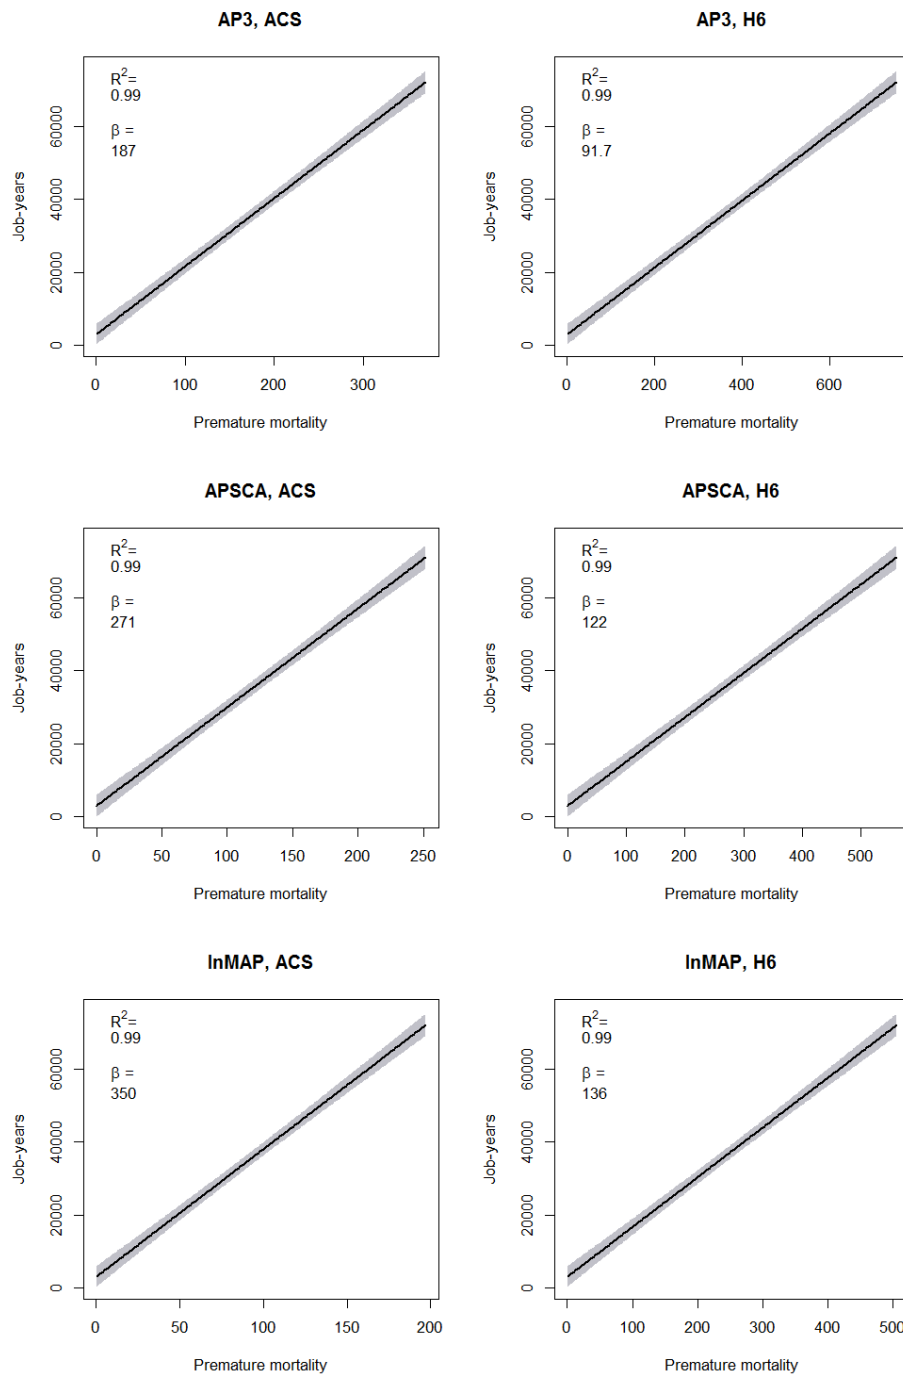 AP3, ACS
R2=
0.99
β =
187
Job-years
0
20000
40000
60000
0 100 200 300
Premature mortality
AP3, H6
R2=
0.99
β =
91.7
Job-years
0
20000
40000
60000
0 200 400 600
Premature mortality
APSCA, ACS
R2=
0.99
β =
271
Job-years
0
20000
40000
60000
0 50 100 150 200 250
Premature mortality
APSCA, H6
R2=
0.99
β =
122
Job-years
0
20000
40000
60000
0 100 200 300 400 500
Premature mortality
InMAP, ACS
R2=
0.99
β =
350
Job-years
0
20000
40000
60000
0 50 100 150 200
Premature mortality
InMAP, H6
R2=
0.99
β =
136
Job-years
0
20000
40000
60000
0 100 200 300 400 500
Premature mortality